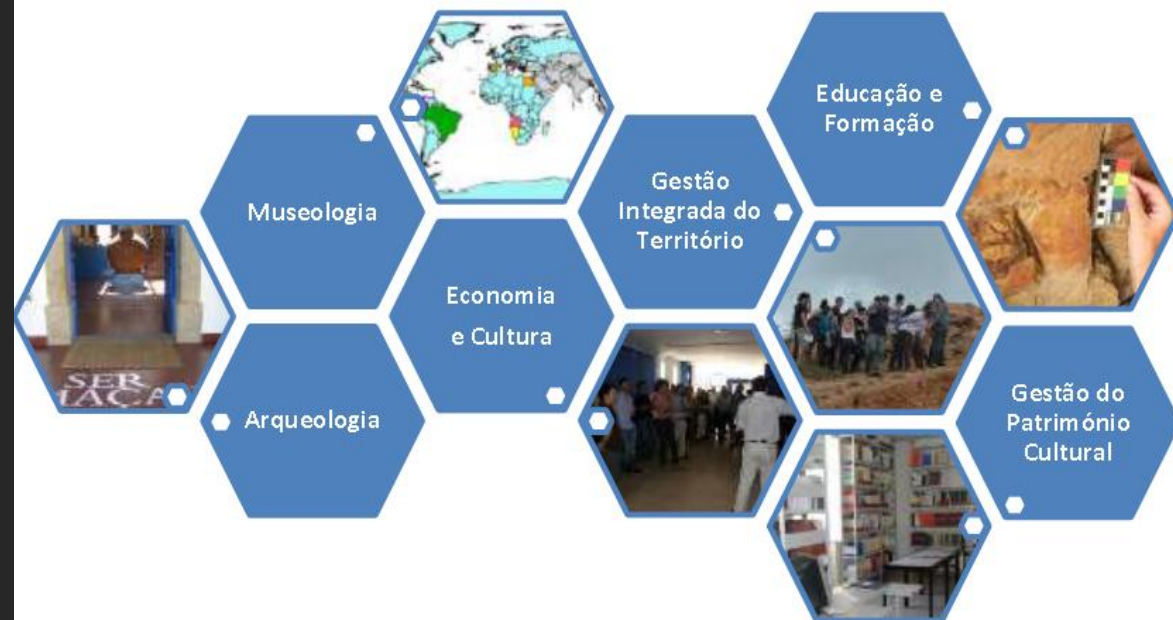 Educação e
Formação
Museologia
Gestão
Integrada do
Território
Economia
e Cultura
SER
Arqueologia
Gestão do
Património
Cultural